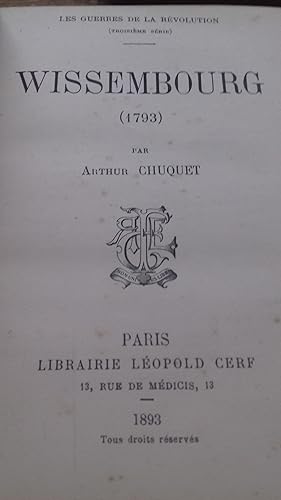 LES GUERRES DE LA RÉVOLUTION
(TROISIÈME SÉRIE)
WISSEMBOURG
(1793)
PAR
ARTHUR CHUQUET
PARIS
LIBRAIRIE LÉOPOLD CERF
13, RUE DE MÉDICIS, 13
1893
Tous droits réservés